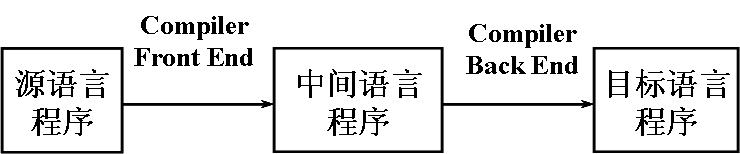 源语言
程序
Compiler
Front End
中间语言
程序
Compiler
Back End
目标语言
程序